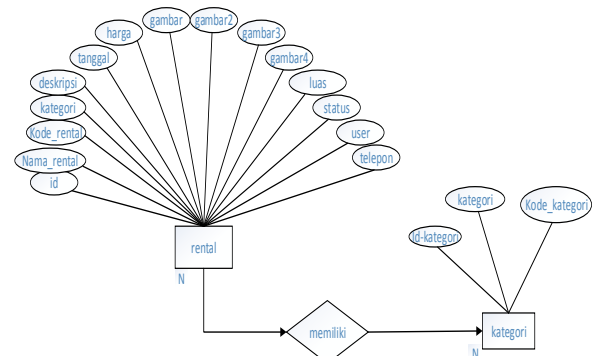 gambar
gambar2
harga
gambar3
tanggal
gambar4
deskripsi
luas
kategori
status
Kode_rental
user
Nama_rental
telepon
id
kategori
Kode_kategori
Id-kategori
rental
N
memiliki
kategori
N